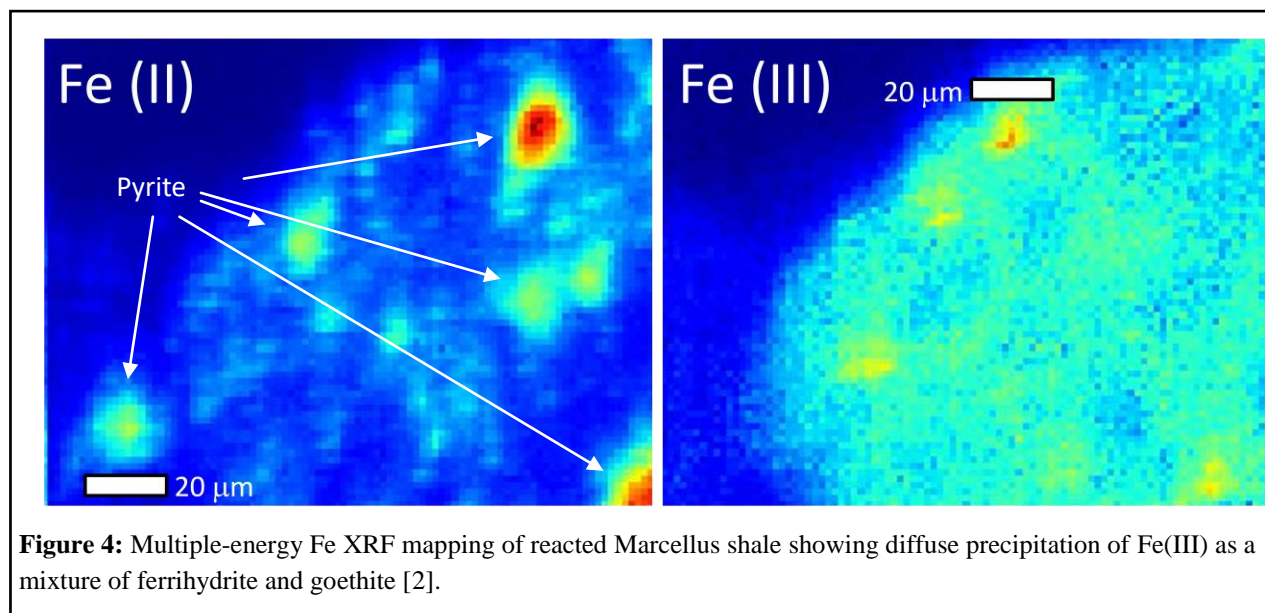 Fe (II)
Fe (III)
20 μm
Pyrite
20 μm
Figure 4: Multiple-energy Fe XRF mapping of reacted Marcellus shale showing diffuse precipitation of Fe(III) as a
mixture of ferrihydrite and goethite [2].